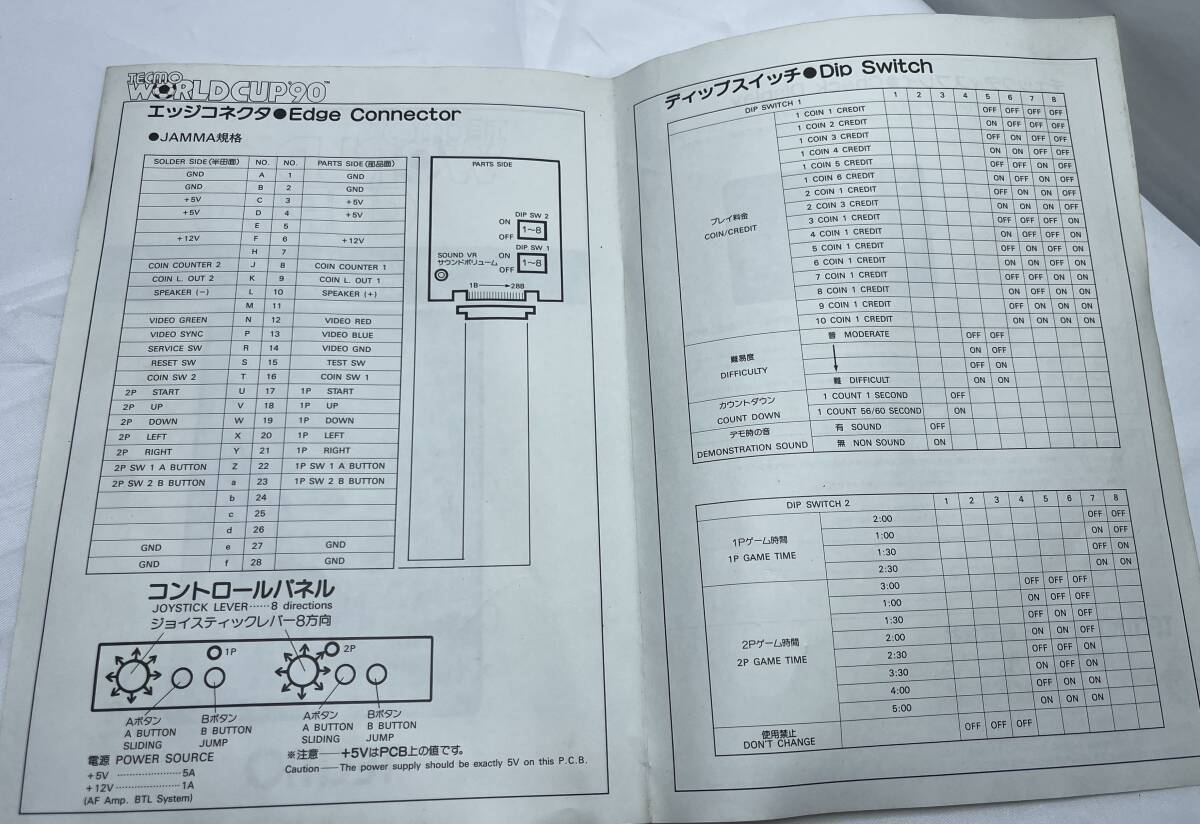 TECMO
WORLD CUP'90™
エッジコネクタ●Edge Connector
●JAMMA規格
SOLDER SIDE(半田面) NO. NO. PARTS SIDE(部品面)
GND A 1 GND
GND B 2 GND
+5V C 3 +5V
+5V D 4 +5V
E 5
+12V F 6 +12V
H 7
COIN COUNTER 2 J 8 COIN COUNTER 1
COIN L. OUT 2 K 9 COIN L. OUT 1
SPEAKER (−) L 10 SPEAKER (+)
M 11
VIDEO GREEN N 12 VIDEO RED
VIDEO SYNC P 13 VIDEO BLUE
SERVICE SW R 14 VIDEO GND
RESET SW S 15 TEST SW
COIN SW 2 T 16 COIN SW 1
2P START U 17 1P START
2P UP V 18 1P UP
2P DOWN W 19 1P DOWN
2P LEFT X 20 1P LEFT
2P RIGHT Y 21 1P RIGHT
2P SW 1 A BUTTON Z 22 1P SW 1 A BUTTON
2P SW 2 B BUTTON a 23 1P SW 2 B BUTTON
b 24
c 25
d 26
GND e 27 GND
GND f 28 GND
PARTS SIDE
DIP SW 2
ON
OFF
1~8
DIP SW 1
ON
OFF
1~8
SOUND VR
サウンドボリューム
1B → 28B
コントロールパネル
JOYSTICK LEVER……8 directions
ジョイスティックレバー8方向
1P 2P
Aボタン Bボタン Aボタン Bボタン
A BUTTON B BUTTON A BUTTON B BUTTON
SLIDING JUMP SLIDING JUMP
電源 POWER SOURCE
+5V ……………………5A
+12V……………………1A
(AF Amp. BTL System)
※注意── +5VはPCB上の値です。
Caution──The power supply should be exactly 5V on this P.C.B.
ディップスイッチ●Dip Switch
DIP SWITCH 1 1 2 3 4 5 6 7 8
プレイ料金
COIN/CREDIT
1 COIN 1 CREDIT OFF OFF OFF OFF
1 COIN 2 CREDIT ON OFF OFF OFF
1 COIN 3 CREDIT OFF ON OFF OFF
1 COIN 4 CREDIT ON ON OFF OFF
1 COIN 5 CREDIT OFF OFF ON OFF
1 COIN 6 CREDIT ON OFF ON OFF
2 COIN 1 CREDIT OFF ON ON OFF
2 COIN 3 CREDIT ON ON ON OFF
3 COIN 1 CREDIT OFF OFF OFF ON
4 COIN 1 CREDIT ON OFF OFF ON
5 COIN 1 CREDIT OFF ON OFF ON
6 COIN 1 CREDIT ON ON OFF ON
7 COIN 1 CREDIT OFF OFF ON ON
8 COIN 1 CREDIT ON OFF ON ON
9 COIN 1 CREDIT OFF ON ON ON
10 COIN 1 CREDIT ON ON ON ON
難易度
DIFFICULTY
普 MODERATE OFF OFF
ON OFF
OFF ON
難 DIFFICULT ON ON
カウントダウン
COUNT DOWN
1 COUNT 1 SECOND OFF
1 COUNT 56/60 SECOND ON
デモ時の音
DEMONSTRATION SOUND
有 SOUND OFF
無 NON SOUND ON
DIP SWITCH 2 1 2 3 4 5 6 7 8
1Pゲーム時間
1P GAME TIME
2:00 OFF OFF
1:00 ON OFF
1:30 OFF ON
2:30 ON ON
2Pゲーム時間
2P GAME TIME
3:00 OFF OFF OFF
1:00 ON OFF OFF
1:30 OFF ON OFF
2:00 ON ON OFF
2:30 OFF OFF ON
3:30 ON OFF ON
4:00 OFF ON ON
5:00 ON ON ON
使用禁止
DON'T CHANGE
OFF OFF OFF